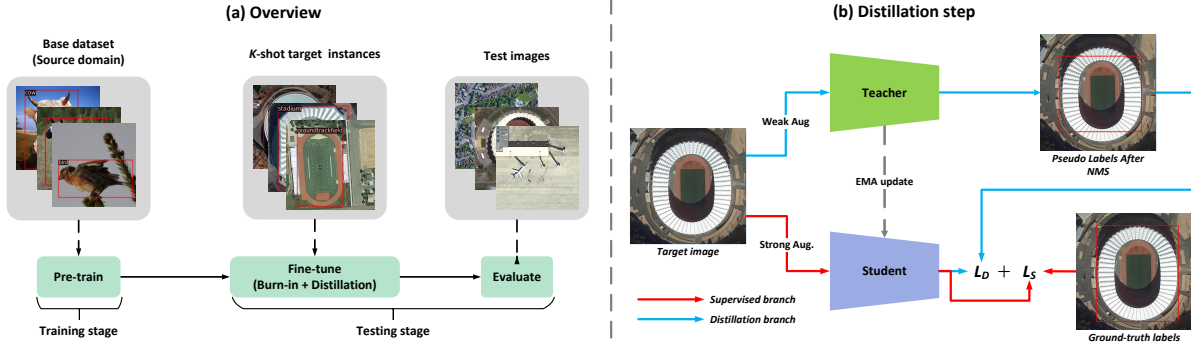 (a) Overview
Base dataset
(Source domain)
K-shot target instances
Test images
cow
stadium
groundtrackfield
Pre-train
Fine-tune
(Burn-in + Distillation)
Evaluate
Training stage
Testing stage
(b) Distillation step
Teacher
Weak Aug
Pseudo Labels After
NMS
EMA update
Target image
Strong Aug.
Student
L_D + L_S
Supervised branch
Distillation branch
Ground-truth labels